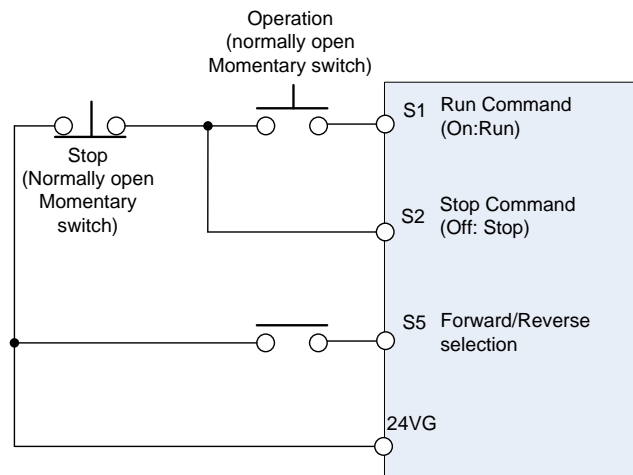 Operation
(normally open
Momentary switch)
Stop
(Normally open
Momentary
switch)
S1 Run Command
(On:Run)
S2 Stop Command
(Off: Stop)
S5 Forward/Reverse
selection
24VG